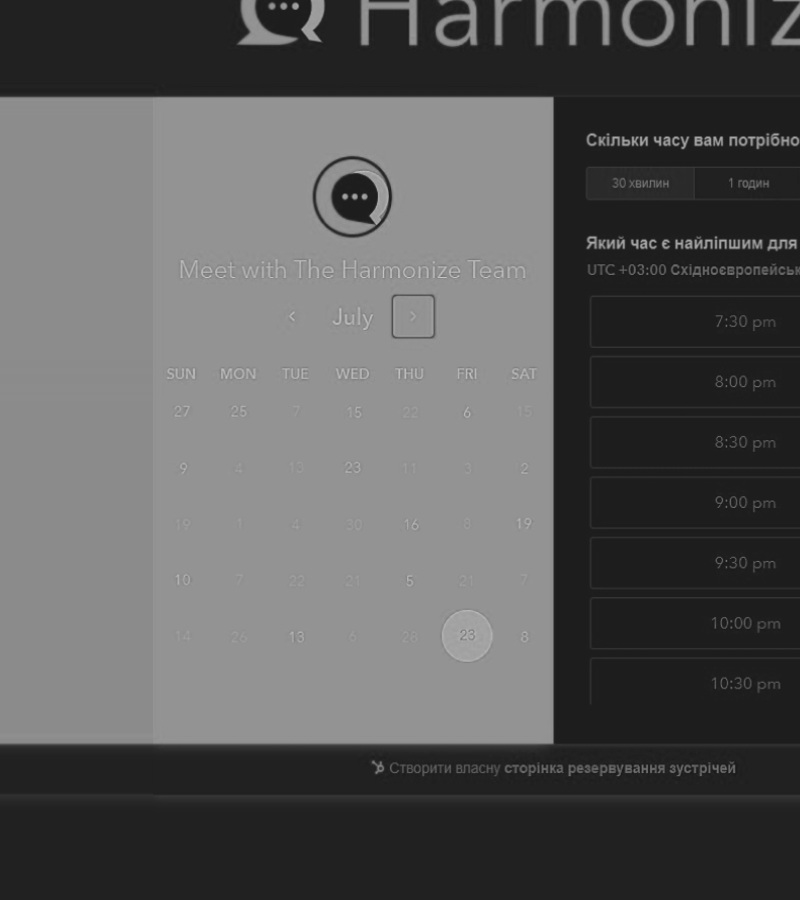 Harmoniz
Meet with The Harmonize Team
July
SUN MON TUE WED THU FRI SAT
27 25 7 15 22 6 15
9 4 13 23 11 3 2
19 1 4 30 16 8 19
10 7 22 21 5 21 7
14 26 13 6 28 23 8
Скільки часу вам потрібно
30 хвилин 1 годин
Який час є найліпшим для
UTC +03:00 Східноєвропейськ
7:30 pm
8:00 pm
8:30 pm
9:00 pm
9:30 pm
10:00 pm
10:30 pm
Створити власну сторінка резервування зустрічей